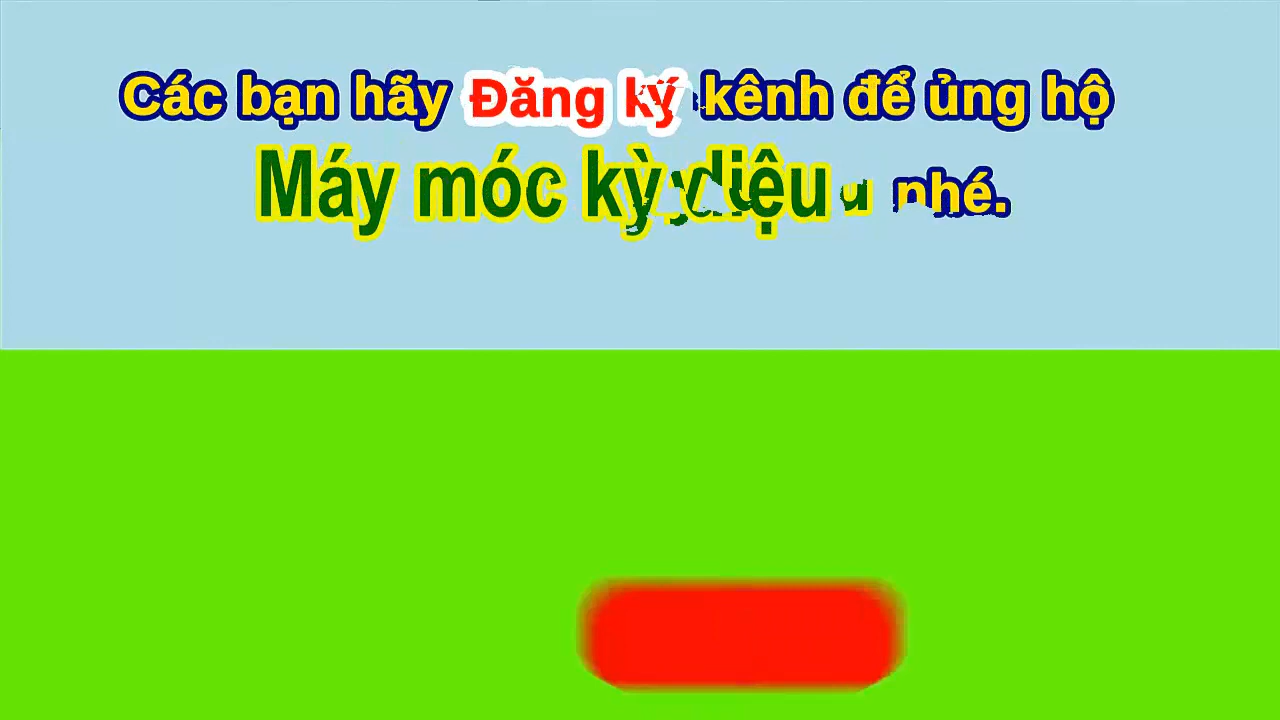 Các bạn hãy Đăng ký kênh để ủng hộ
Máy móc kỳ diệu nhé.